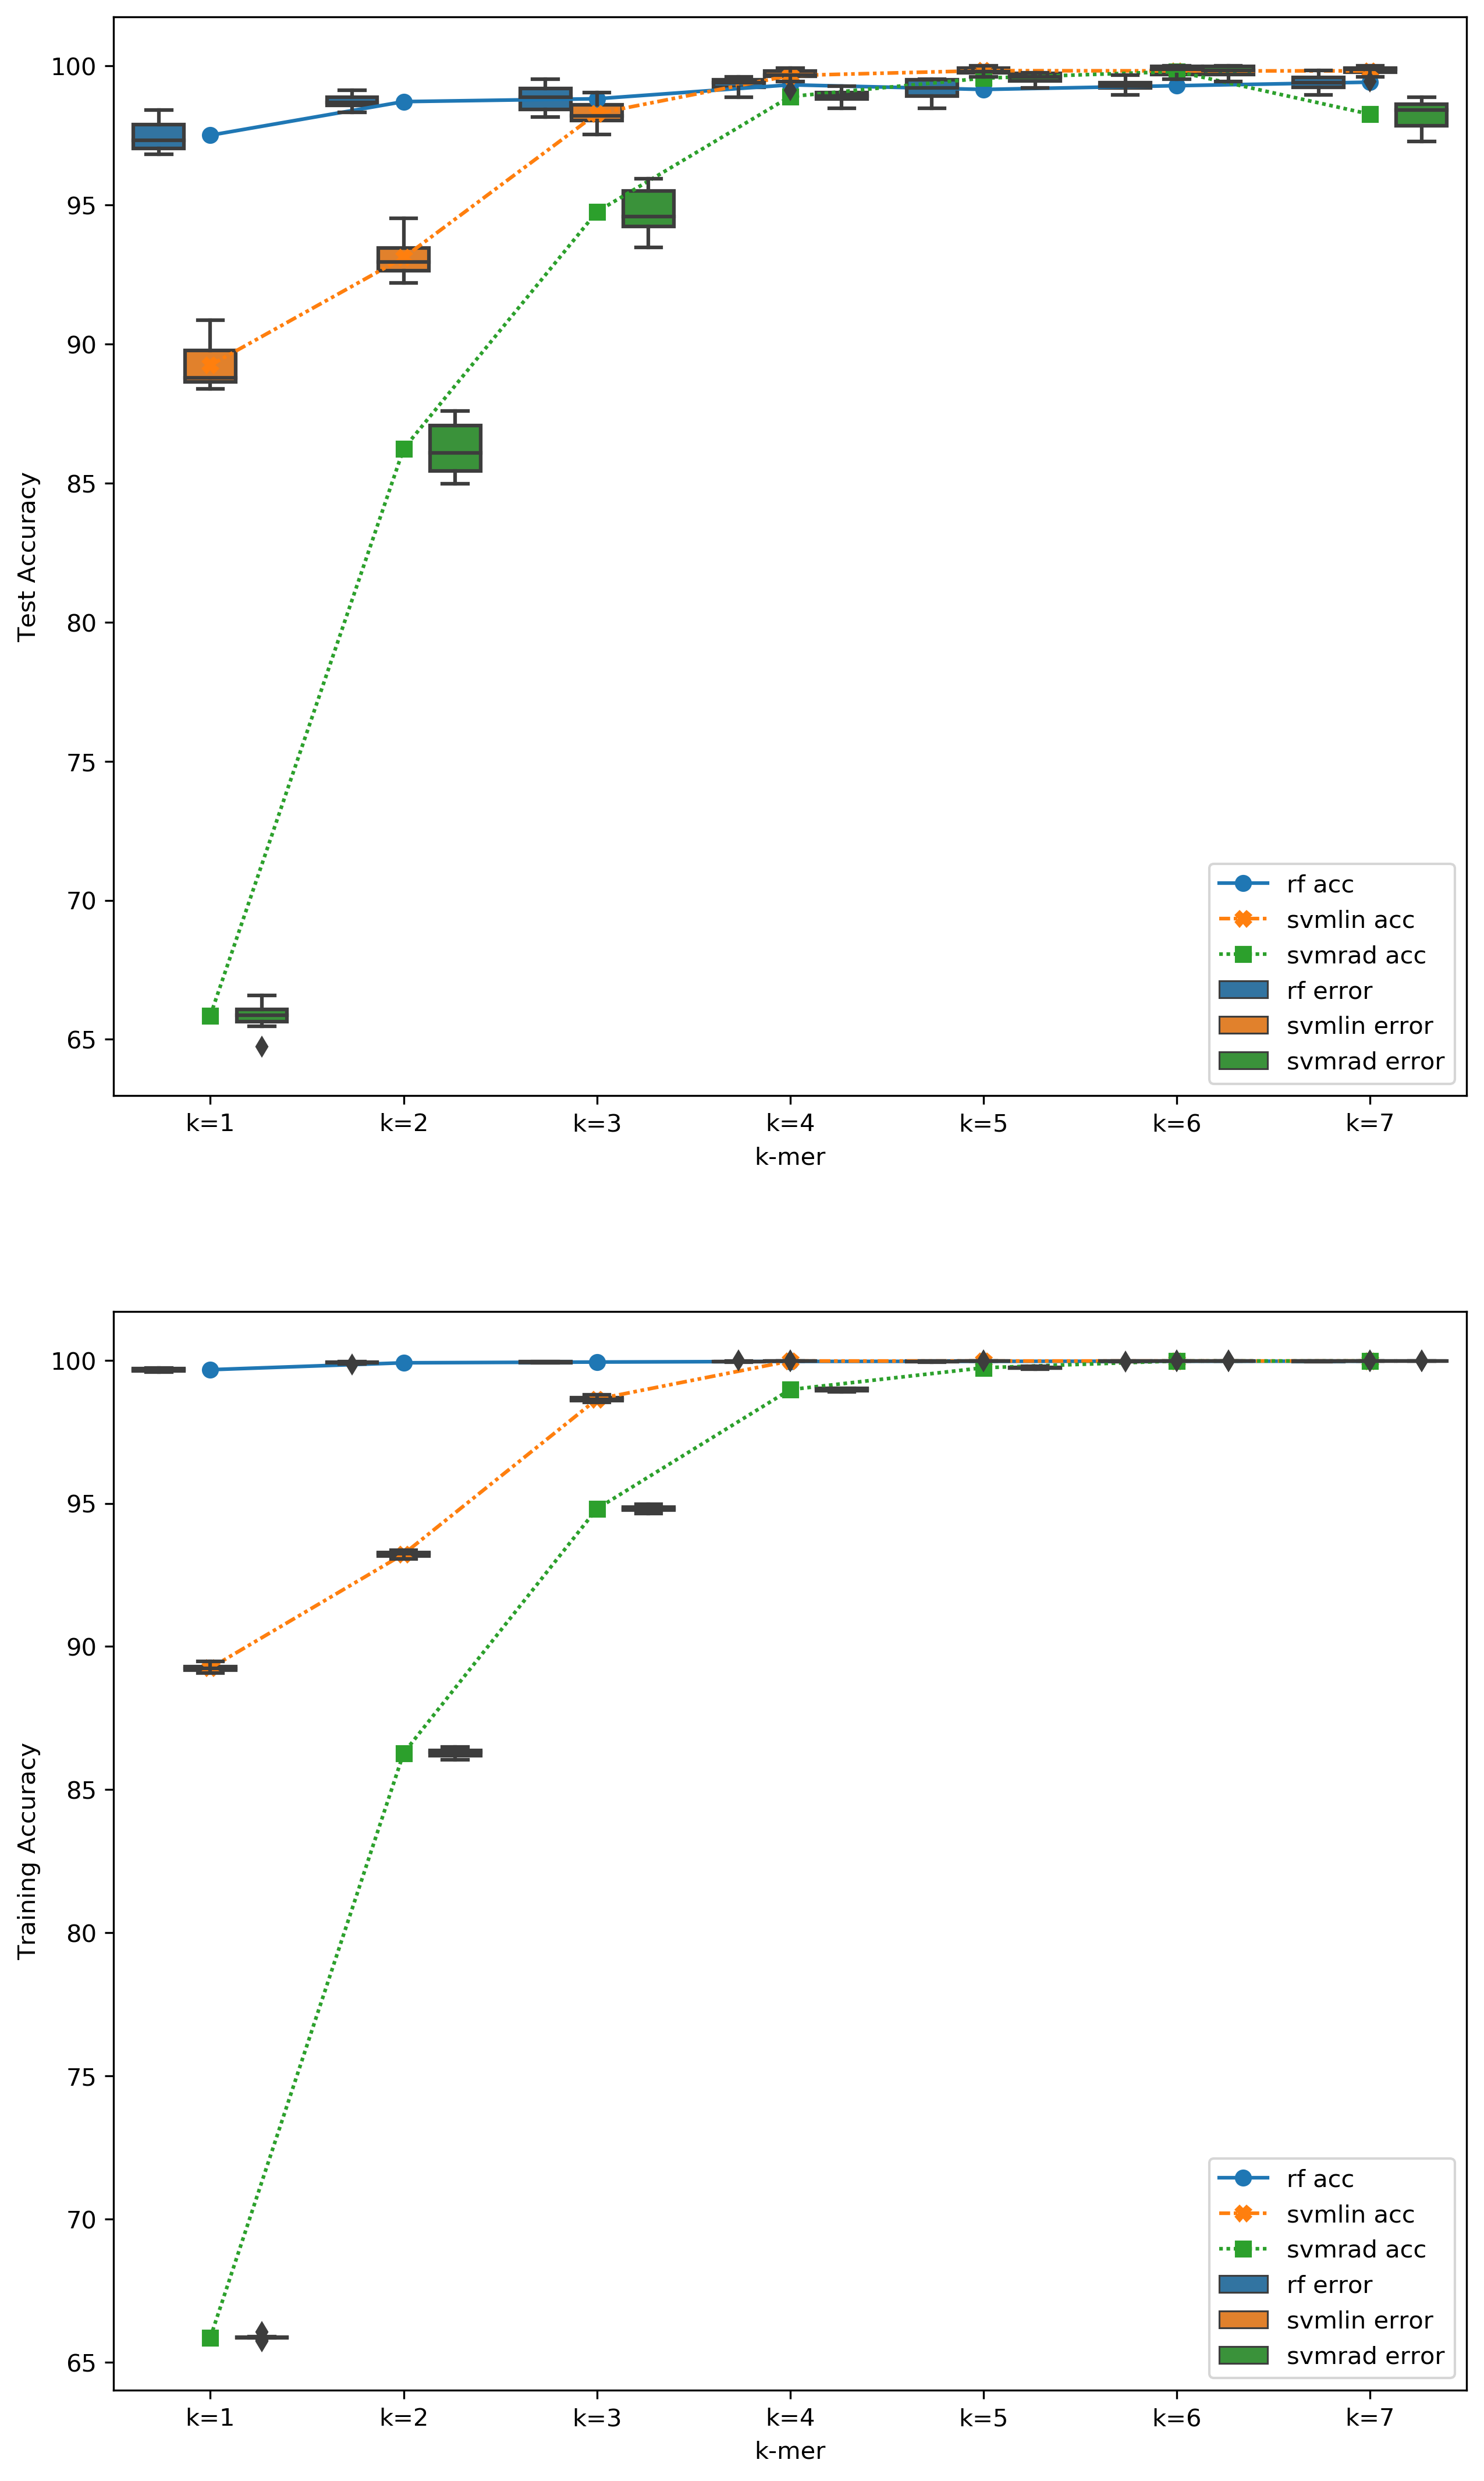 100
95
90
85
80
75
70
65
Test Accuracy
k=1 k=2 k=3 k=4 k=5 k=6 k=7
k-mer
rf acc
svmlin acc
svmrad acc
rf error
svmlin error
svmrad error
100
95
90
85
80
75
70
65
Training Accuracy
k=1 k=2 k=3 k=4 k=5 k=6 k=7
k-mer
rf acc
svmlin acc
svmrad acc
rf error
svmlin error
svmrad error